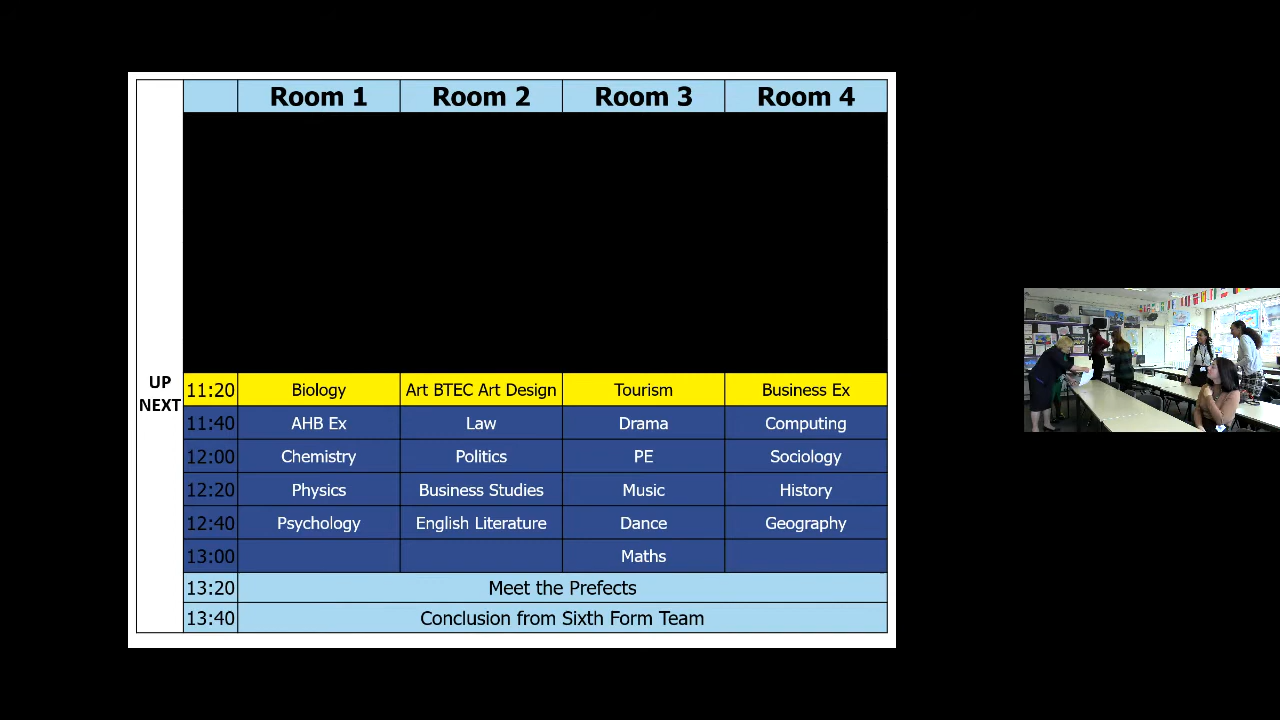 Room 1 Room 2 Room 3 Room 4
UP NEXT
11:20 Biology Art BTEC Art Design Tourism Business Ex
11:40 AHB Ex Law Drama Computing
12:00 Chemistry Politics PE Sociology
12:20 Physics Business Studies Music History
12:40 Psychology English Literature Dance Geography
13:00 Maths
13:20 Meet the Prefects
13:40 Conclusion from Sixth Form Team